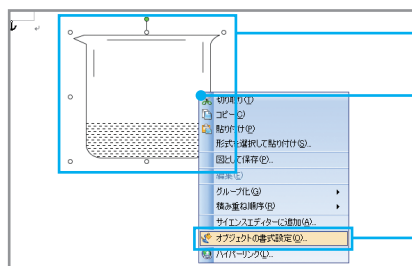 切り取り(T)
コピー(C)
貼り付け(P)
形式を選択して貼り付け(S)...
図として保存(P)...
編集(E)
グループ化(G)
積み重ね順序(R)
サイエンスエディターに追加(A)...
オブジェクトの書式設定(O)...
ハイパーリンク(L)...